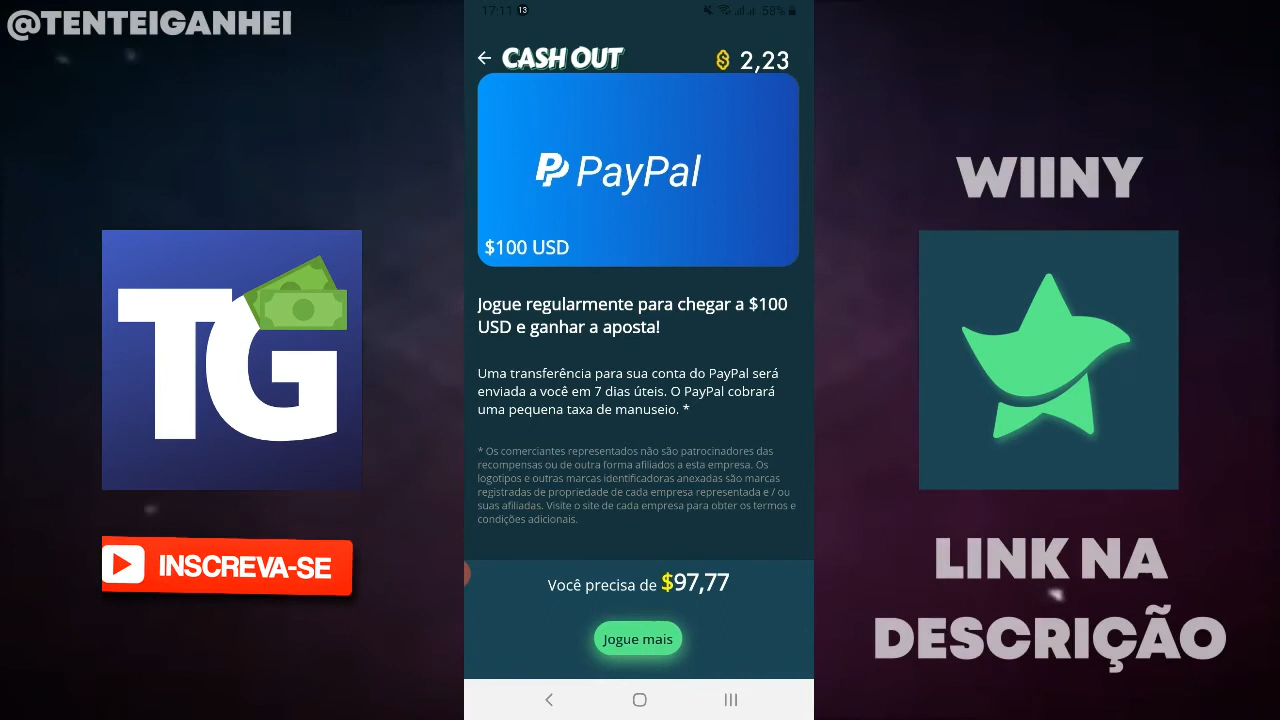 @TENTEIGANHEI
17:11 13
58%
CASH OUT
2,23
PayPal
$100 USD
Jogue regularmente para chegar a $100
USD e ganhar a aposta!
Uma transferência para sua conta do PayPal será
enviada a você em 7 dias úteis. O PayPal cobrará
uma pequena taxa de manuseio. *
* Os comerciantes representados não são patrocinadores das
recompensas ou de outra forma afiliados a esta empresa. Os
logotipos e outras marcas identificadoras anexadas são marcas
registradas de propriedade de cada empresa representada e / ou
suas afiliadas. Visite o site de cada empresa para obter os termos e
condições adicionais.
Você precisa de $97,77
Jogue mais
TG
INSCREVA-SE
WIINY
LINK NA
DESCRIÇÃO